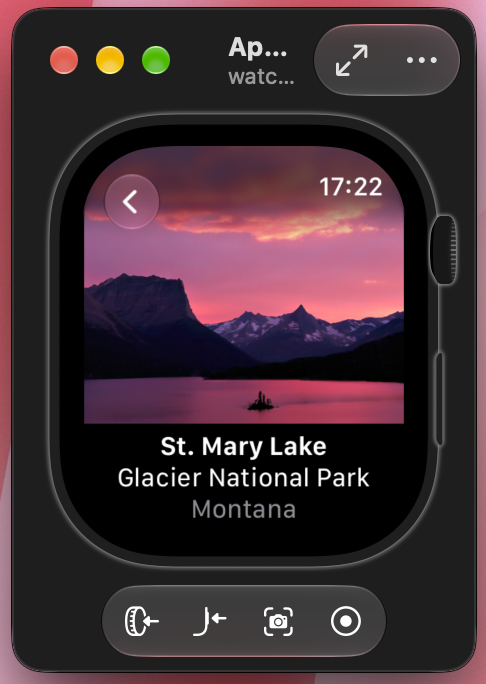 Ap...
watc...
17:22
St. Mary Lake
Glacier National Park
Montana